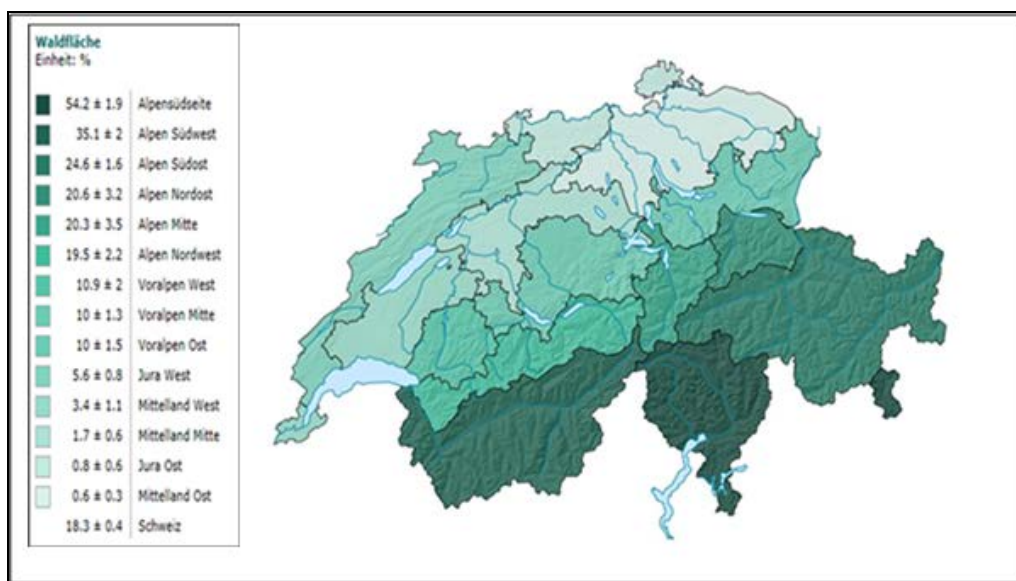 Waldfläche
Einheit: %
54.2 ± 1.9 Alpensüdseite
35.1 ± 2 Alpen Südwest
24.6 ± 1.6 Alpen Südost
20.6 ± 3.2 Alpen Nordost
20.3 ± 3.5 Alpen Mitte
19.5 ± 2.2 Alpen Nordwest
10.9 ± 2 Voralpen West
10 ± 1.3 Voralpen Mitte
10 ± 1.5 Voralpen Ost
5.6 ± 0.8 Jura West
3.4 ± 1.1 Mittelland West
1.7 ± 0.6 Mittelland Mitte
0.8 ± 0.6 Jura Ost
0.6 ± 0.3 Mittelland Ost
18.3 ± 0.4 Schweiz